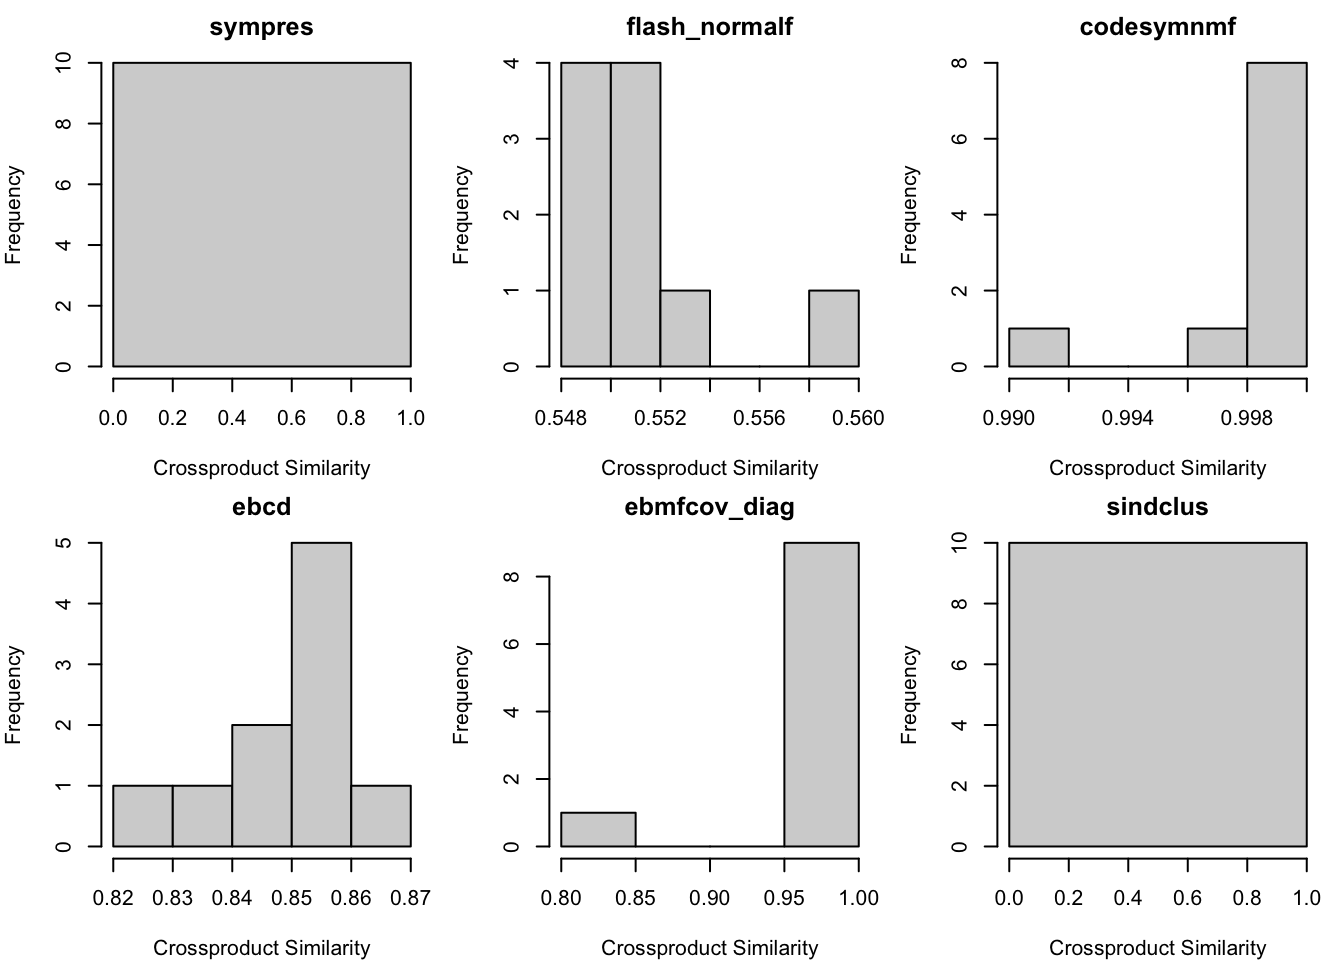 sympres
Frequency
10
8
6
4
2
0
0.0 0.2 0.4 0.6 0.8 1.0
Crossproduct Similarity
flash_normalf
Frequency
4
3
2
1
0
0.548 0.552 0.556 0.560
Crossproduct Similarity
codesymnmf
Frequency
8
6
4
2
0
0.990 0.994 0.998
Crossproduct Similarity
ebcd
Frequency
5
4
3
2
1
0
0.82 0.83 0.84 0.85 0.86 0.87
Crossproduct Similarity
ebmfcov_diag
Frequency
8
6
4
2
0
0.80 0.85 0.90 0.95 1.00
Crossproduct Similarity
sindclus
Frequency
10
8
6
4
2
0
0.0 0.2 0.4 0.6 0.8 1.0
Crossproduct Similarity